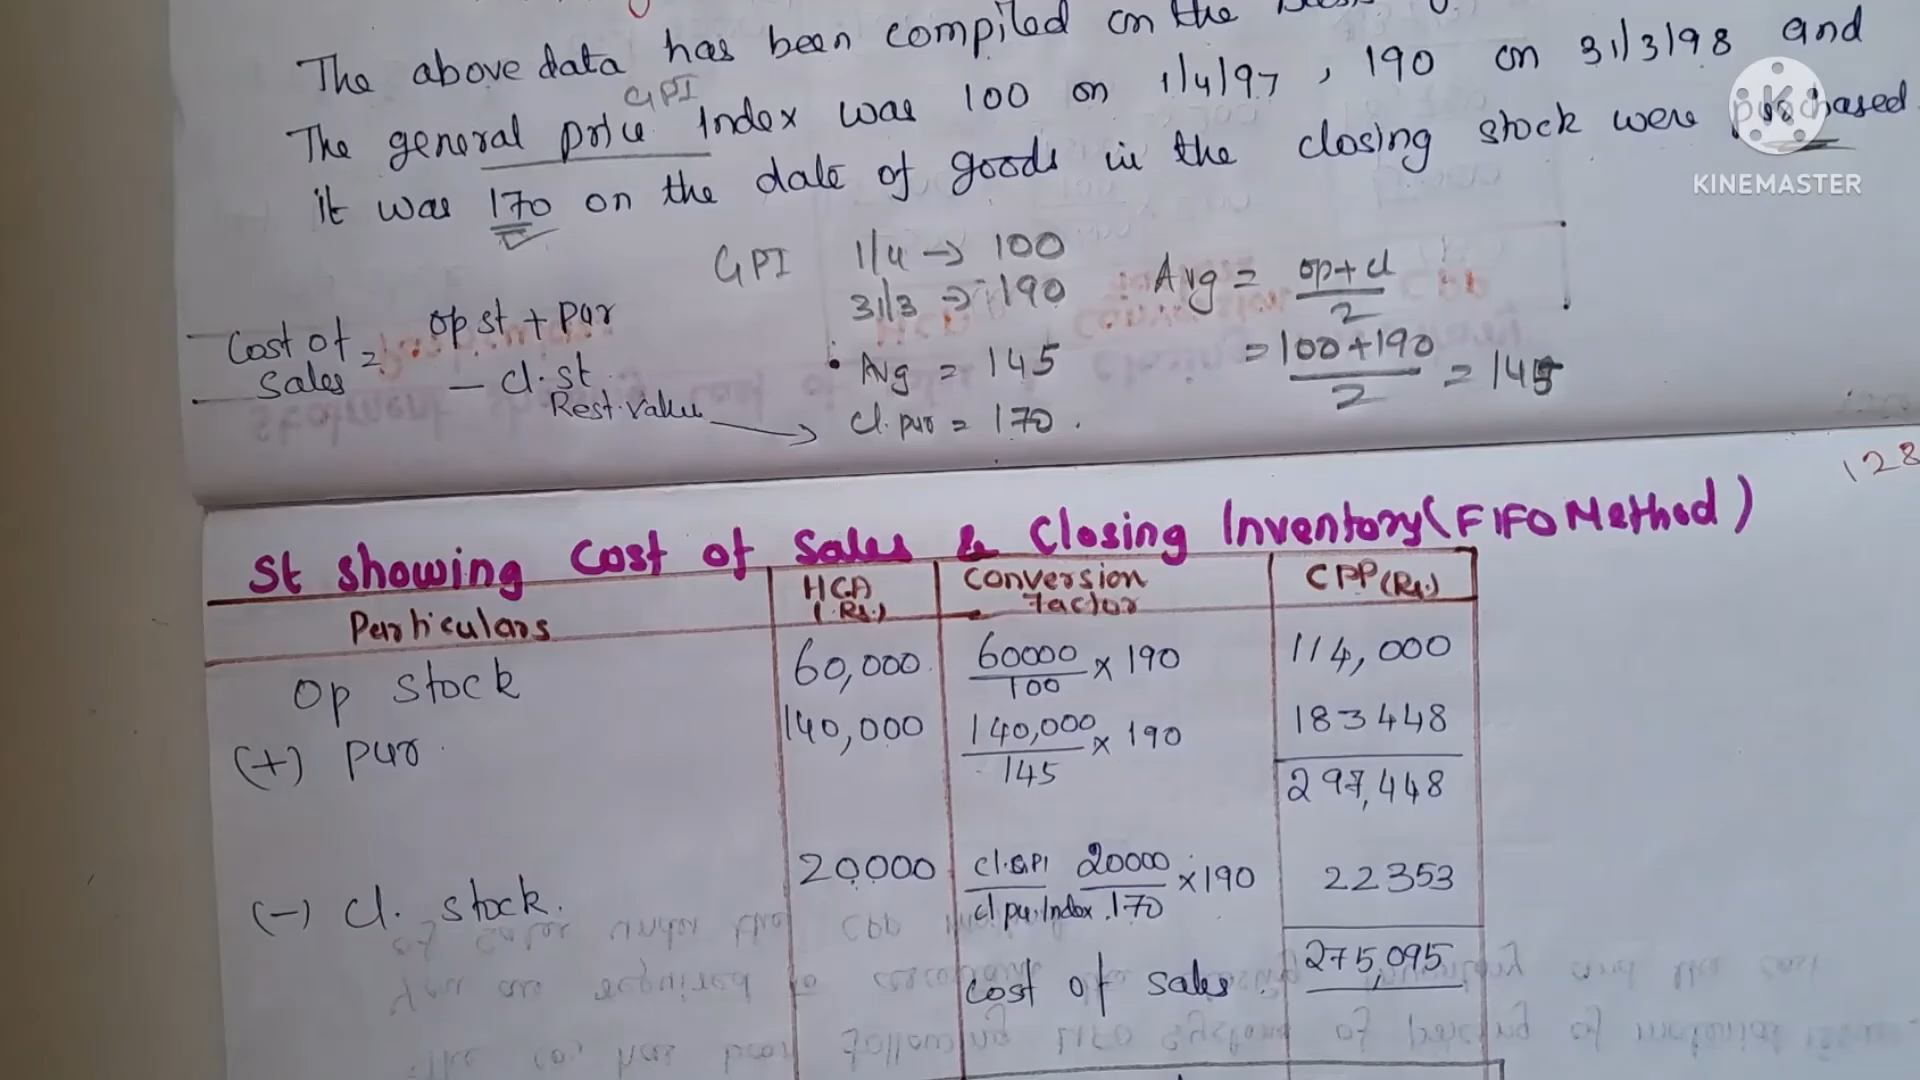 The above data has been compiled on the
The general price Index was 100 on 1/4/97, 190 on 31/3/98 and
GPI
it was 170 on the date of goods in the closing stock were purchased
KINEMASTER
GPI 1/4 → 100
31/3 → 190
Avg = 145
cl. pur = 170.
Avg = op + cl / 2
= 100 + 190 / 2 = 145
Cost of Sales = op st + pur
– cl. st.
Rest. value
128
St showing Cost of Sales & Closing Inventory (FIFO Method)
Particulars HCA (Rs.) Conversion factor CPP (Rs.)
Op stock 60,000 60000/100 × 190 114,000
(+) pur. 140,000 140,000/145 × 190 183448
297,448
(-) cl. stock. 20000 cl. GPI / cl pur. Index 20000/170 × 190 22353
cost of sales. 275,095